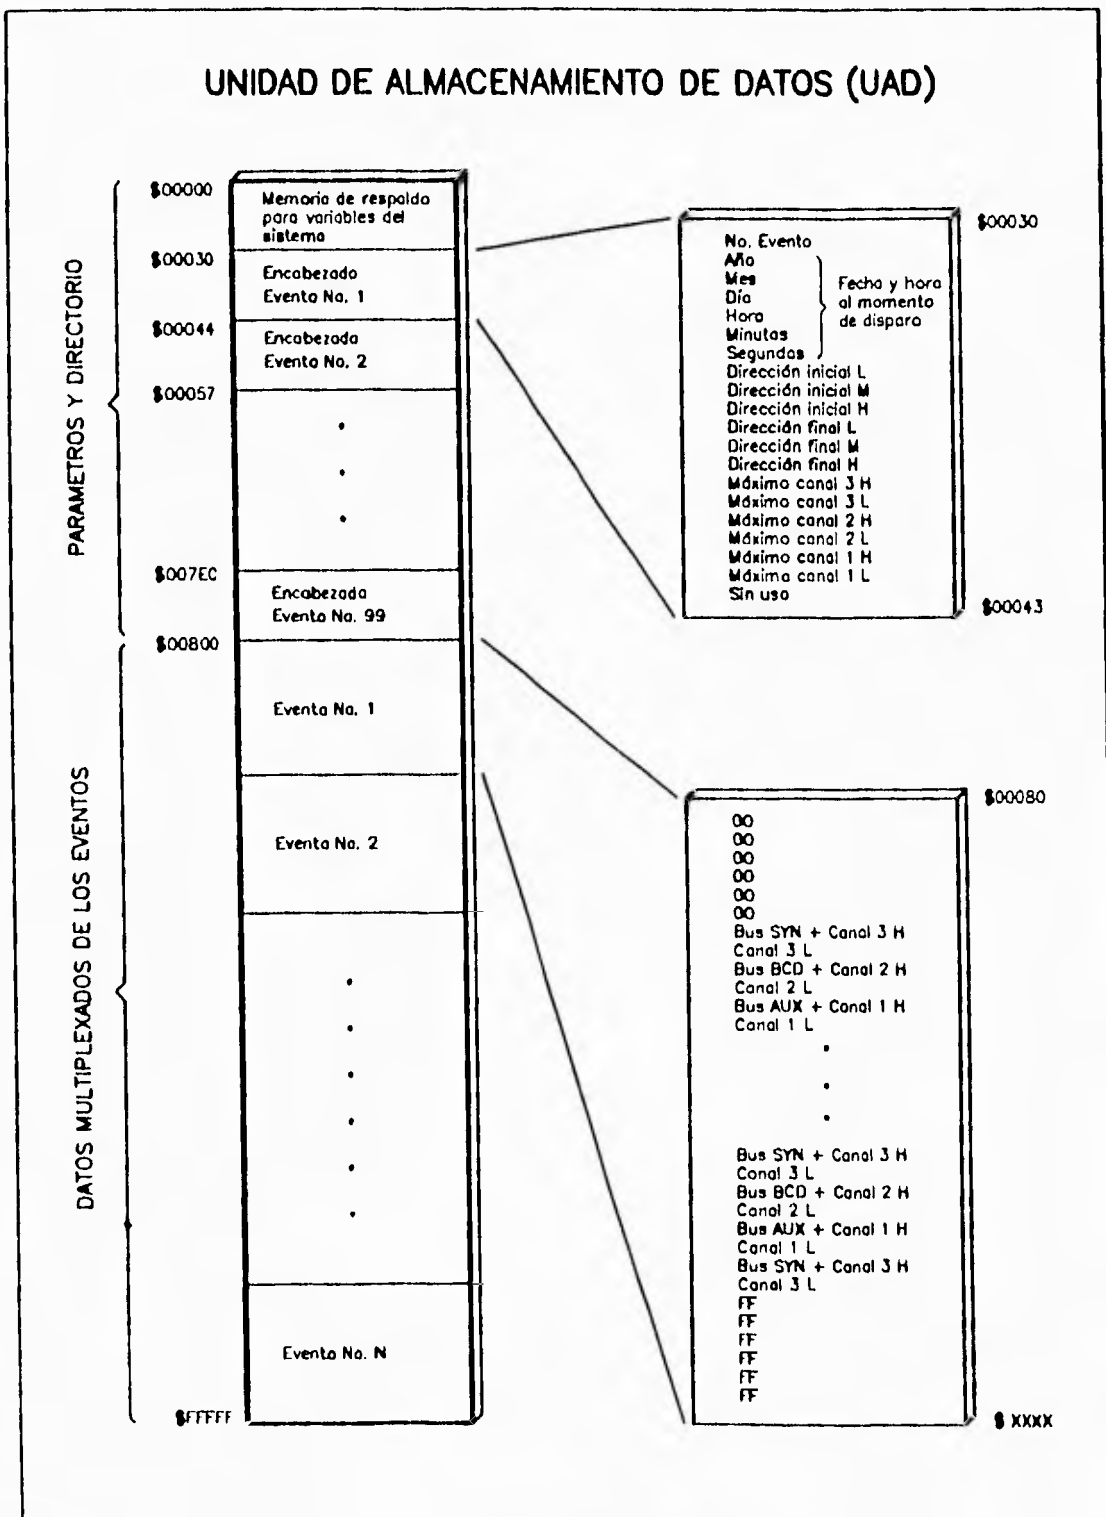 UNIDAD DE ALMACENAMIENTO DE DATOS (UAD)
PARAMETROS Y DIRECTORIO
$00000
Memoria de respaldo
para variables del
sistema
$00030
Encabezado
Evento No. 1
$00044
Encabezado
Evento No. 2
$00057
$007EC
Encabezado
Evento No. 99
$00800
DATOS MULTIPLEXADOS DE LOS EVENTOS
Evento No. 1
Evento No. 2
Evento No. N
$FFFFF
$00030
No. Evento
Año
Mes
Día
Hora
Minutos
Segundos
Fecha y hora
al momento
de disparo
Dirección inicial L
Dirección inicial M
Dirección inicial H
Dirección final L
Dirección final M
Dirección final H
Máximo canal 3 H
Máximo canal 3 L
Máximo canal 2 H
Máximo canal 2 L
Máximo canal 1 H
Máximo canal 1 L
Sin uso
$00043
$00080
00
00
00
00
00
00
Bus SYN + Canal 3 H
Canal 3 L
Bus BCD + Canal 2 H
Canal 2 L
Bus AUX + Canal 1 H
Canal 1 L
Bus SYN + Canal 3 H
Canal 3 L
Bus BCD + Canal 2 H
Canal 2 L
Bus AUX + Canal 1 H
Canal 1 L
Bus SYN + Canal 3 H
Canal 3 L
FF
FF
FF
FF
FF
FF
$ XXXX